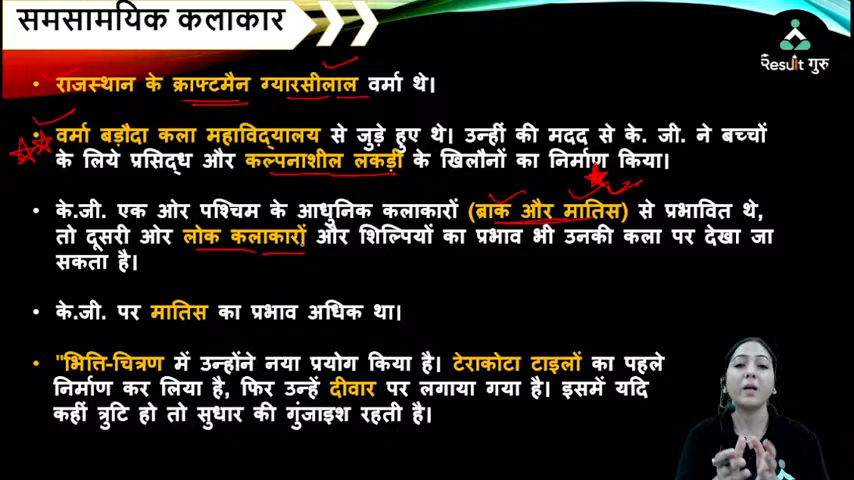 समसामयिक कलाकार
Result गुरु
• राजस्थान के क्राफ्टमैन ग्यारसीलाल वर्मा थे।
• वर्मा बड़ौदा कला महाविद्यालय से जुड़े हुए थे। उन्हीं की मदद से के. जी. ने बच्चों
के लिये प्रसिद्ध और कल्पनाशील लकड़ी के खिलौनों का निर्माण किया।
• के.जी. एक ओर पश्चिम के आधुनिक कलाकारों (ब्राक और मातिस) से प्रभावित थे,
तो दूसरी ओर लोक कलाकारों और शिल्पियों का प्रभाव भी उनकी कला पर देखा जा
सकता है।
• के.जी. पर मातिस का प्रभाव अधिक था।
• "भित्ति-चित्रण में उन्होंने नया प्रयोग किया है। टेराकोटा टाइलों का पहले
निर्माण कर लिया है, फिर उन्हें दीवार पर लगाया गया है। इसमें यदि
कहीं त्रुटि हो तो सुधार की गुंजाइश रहती है।